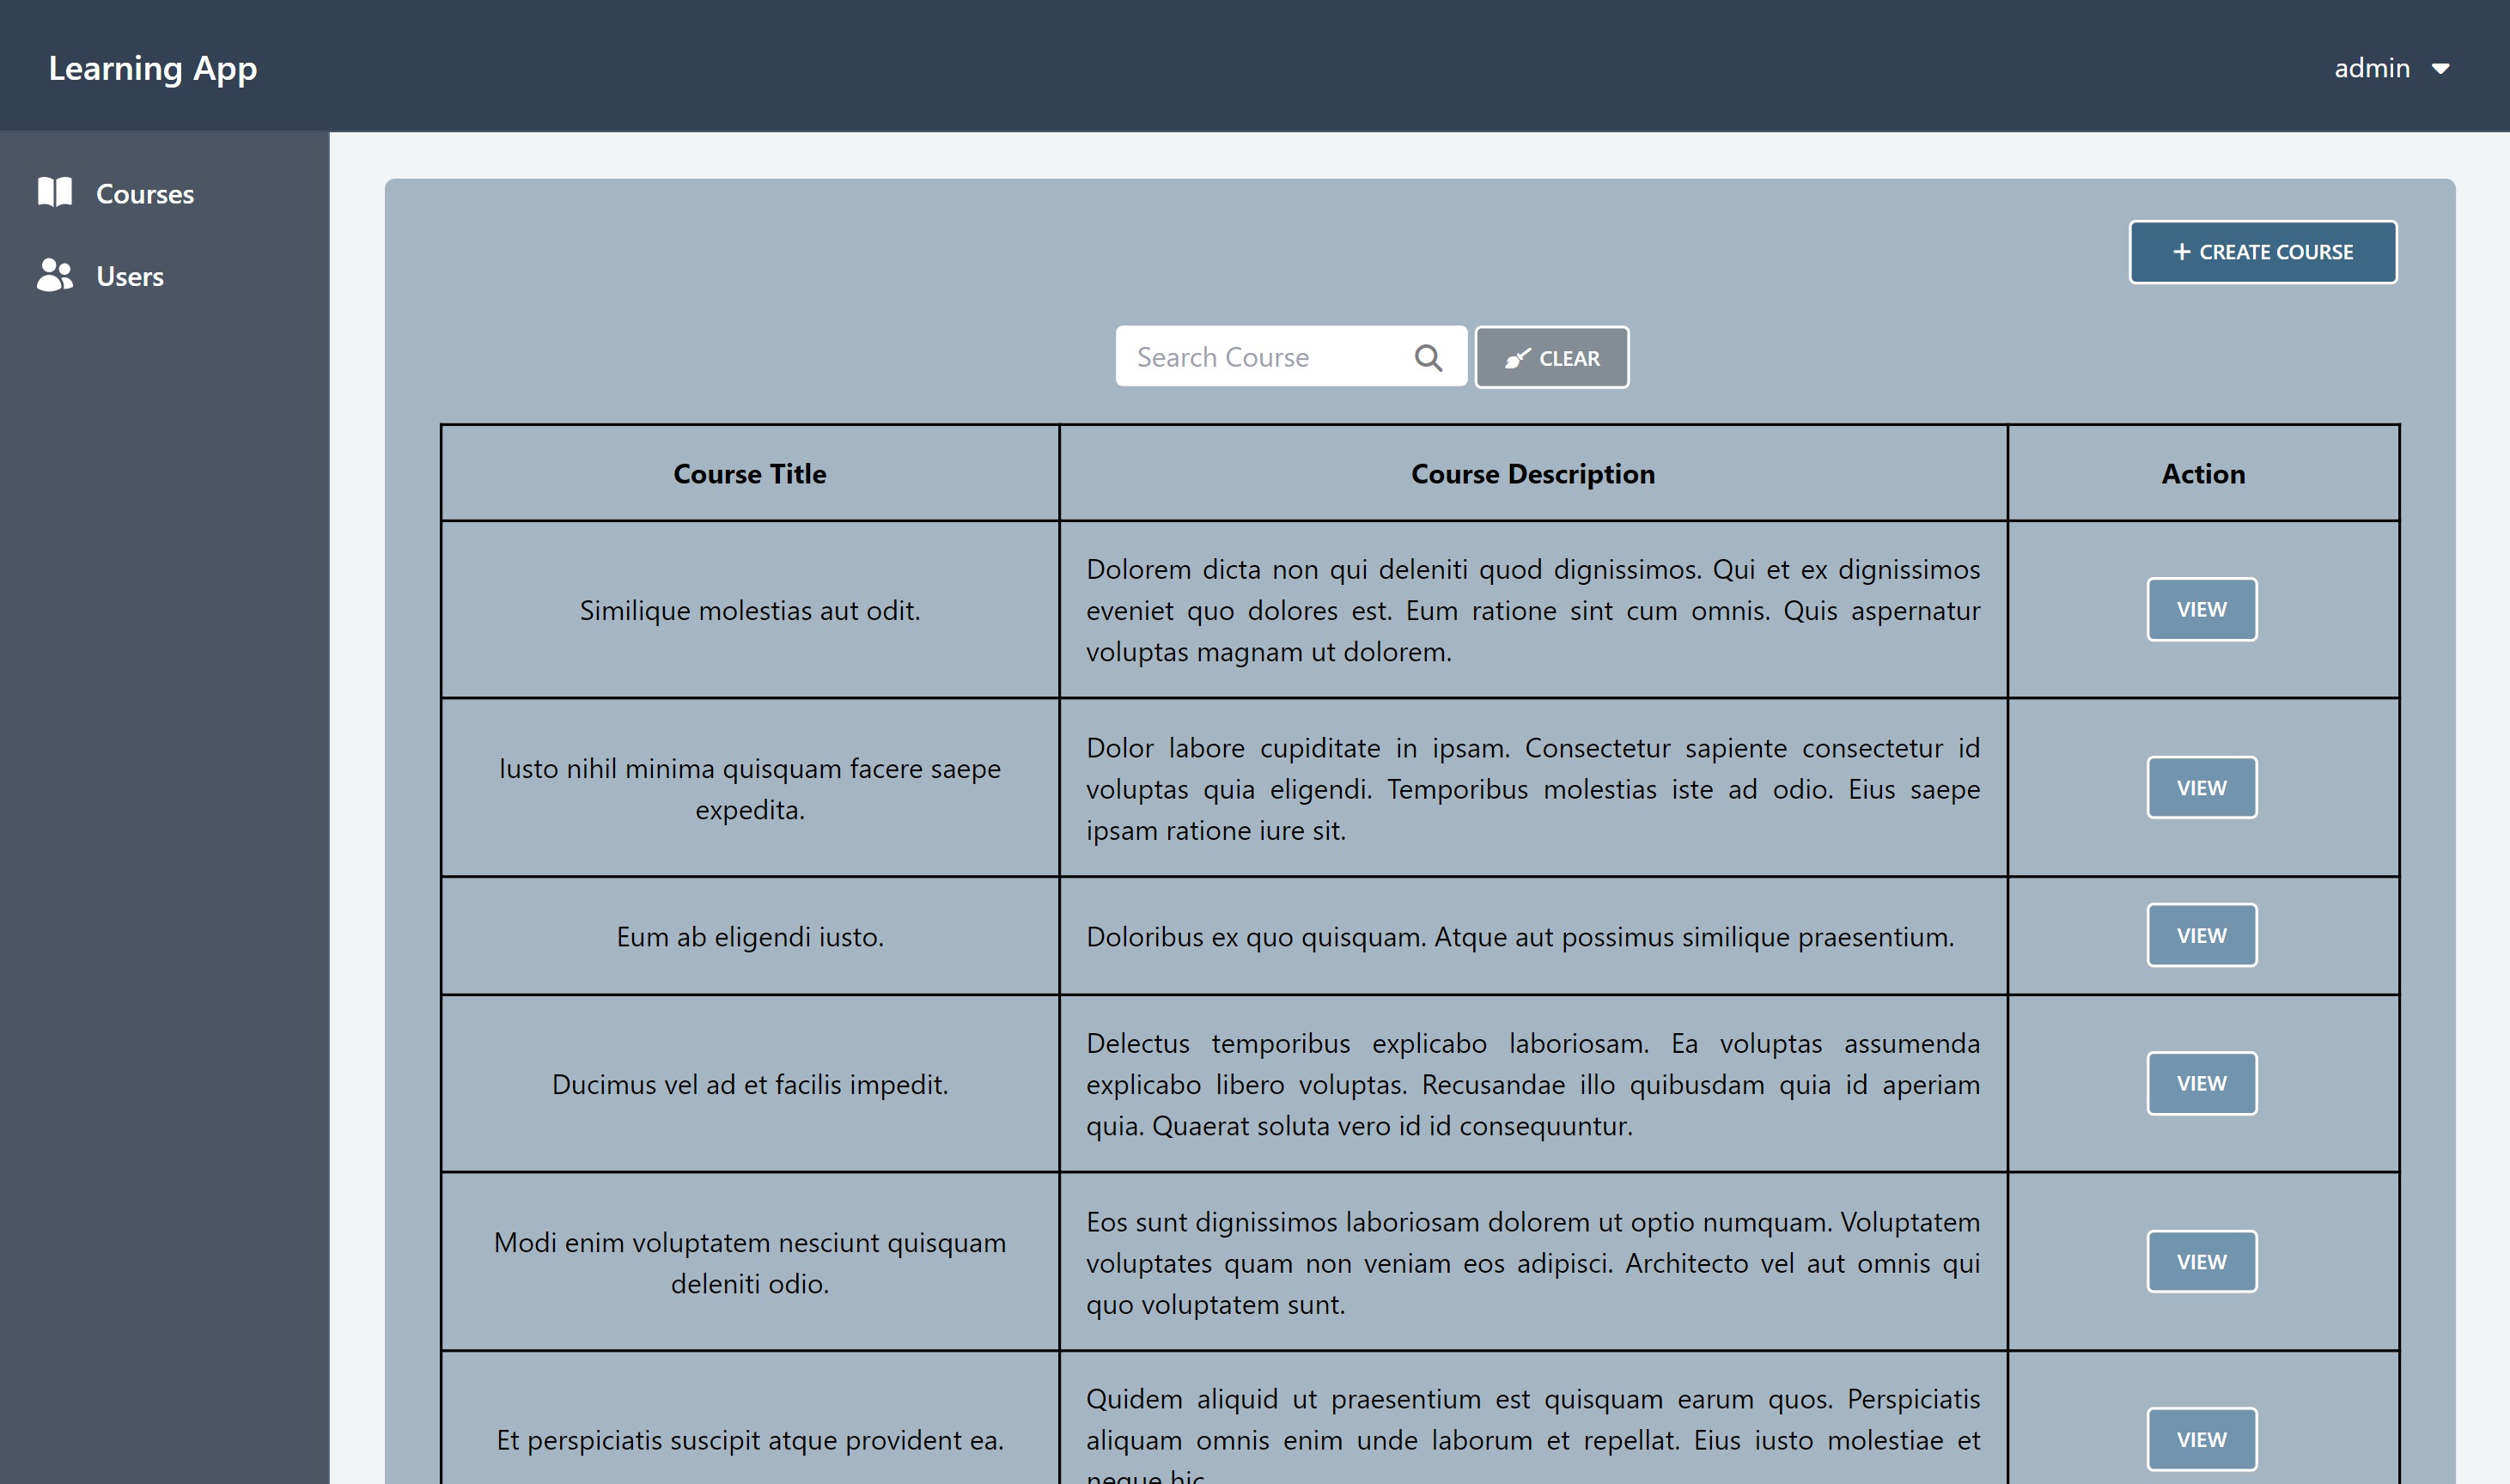 Learning App
admin
Courses
Users
CREATE COURSE
Search Course
CLEAR
Course Title
Course Description
Action
Similique molestias aut odit.
Dolorem dicta non qui deleniti quod dignissimos. Qui et ex dignissimos
eveniet quo dolores est. Eum ratione sint cum omnis. Quis aspernatur
voluptas magnam ut dolorem.
VIEW
Iusto nihil minima quisquam facere saepe
expedita.
Dolor labore cupiditate in ipsam. Consectetur sapiente consectetur id
voluptas quia eligendi. Temporibus molestias iste ad odio. Eius saepe
ipsam ratione iure sit.
VIEW
Eum ab eligendi iusto.
Doloribus ex quo quisquam. Atque aut possimus similique praesentium.
VIEW
Ducimus vel ad et facilis impedit.
Delectus temporibus explicabo laboriosam. Ea voluptas assumenda
explicabo libero voluptas. Recusandae illo quibusdam quia id aperiam
quia. Quaerat soluta vero id id consequuntur.
VIEW
Modi enim voluptatem nesciunt quisquam
deleniti odio.
Eos sunt dignissimos laboriosam dolorem ut optio numquam. Voluptatem
voluptates quam non veniam eos adipisci. Architecto vel aut omnis qui
quo voluptatem sunt.
VIEW
Et perspiciatis suscipit atque provident ea.
Quidem aliquid ut praesentium est quisquam earum quos. Perspiciatis
aliquam omnis enim unde laborum et repellat. Eius iusto molestiae et
neque hic.
VIEW